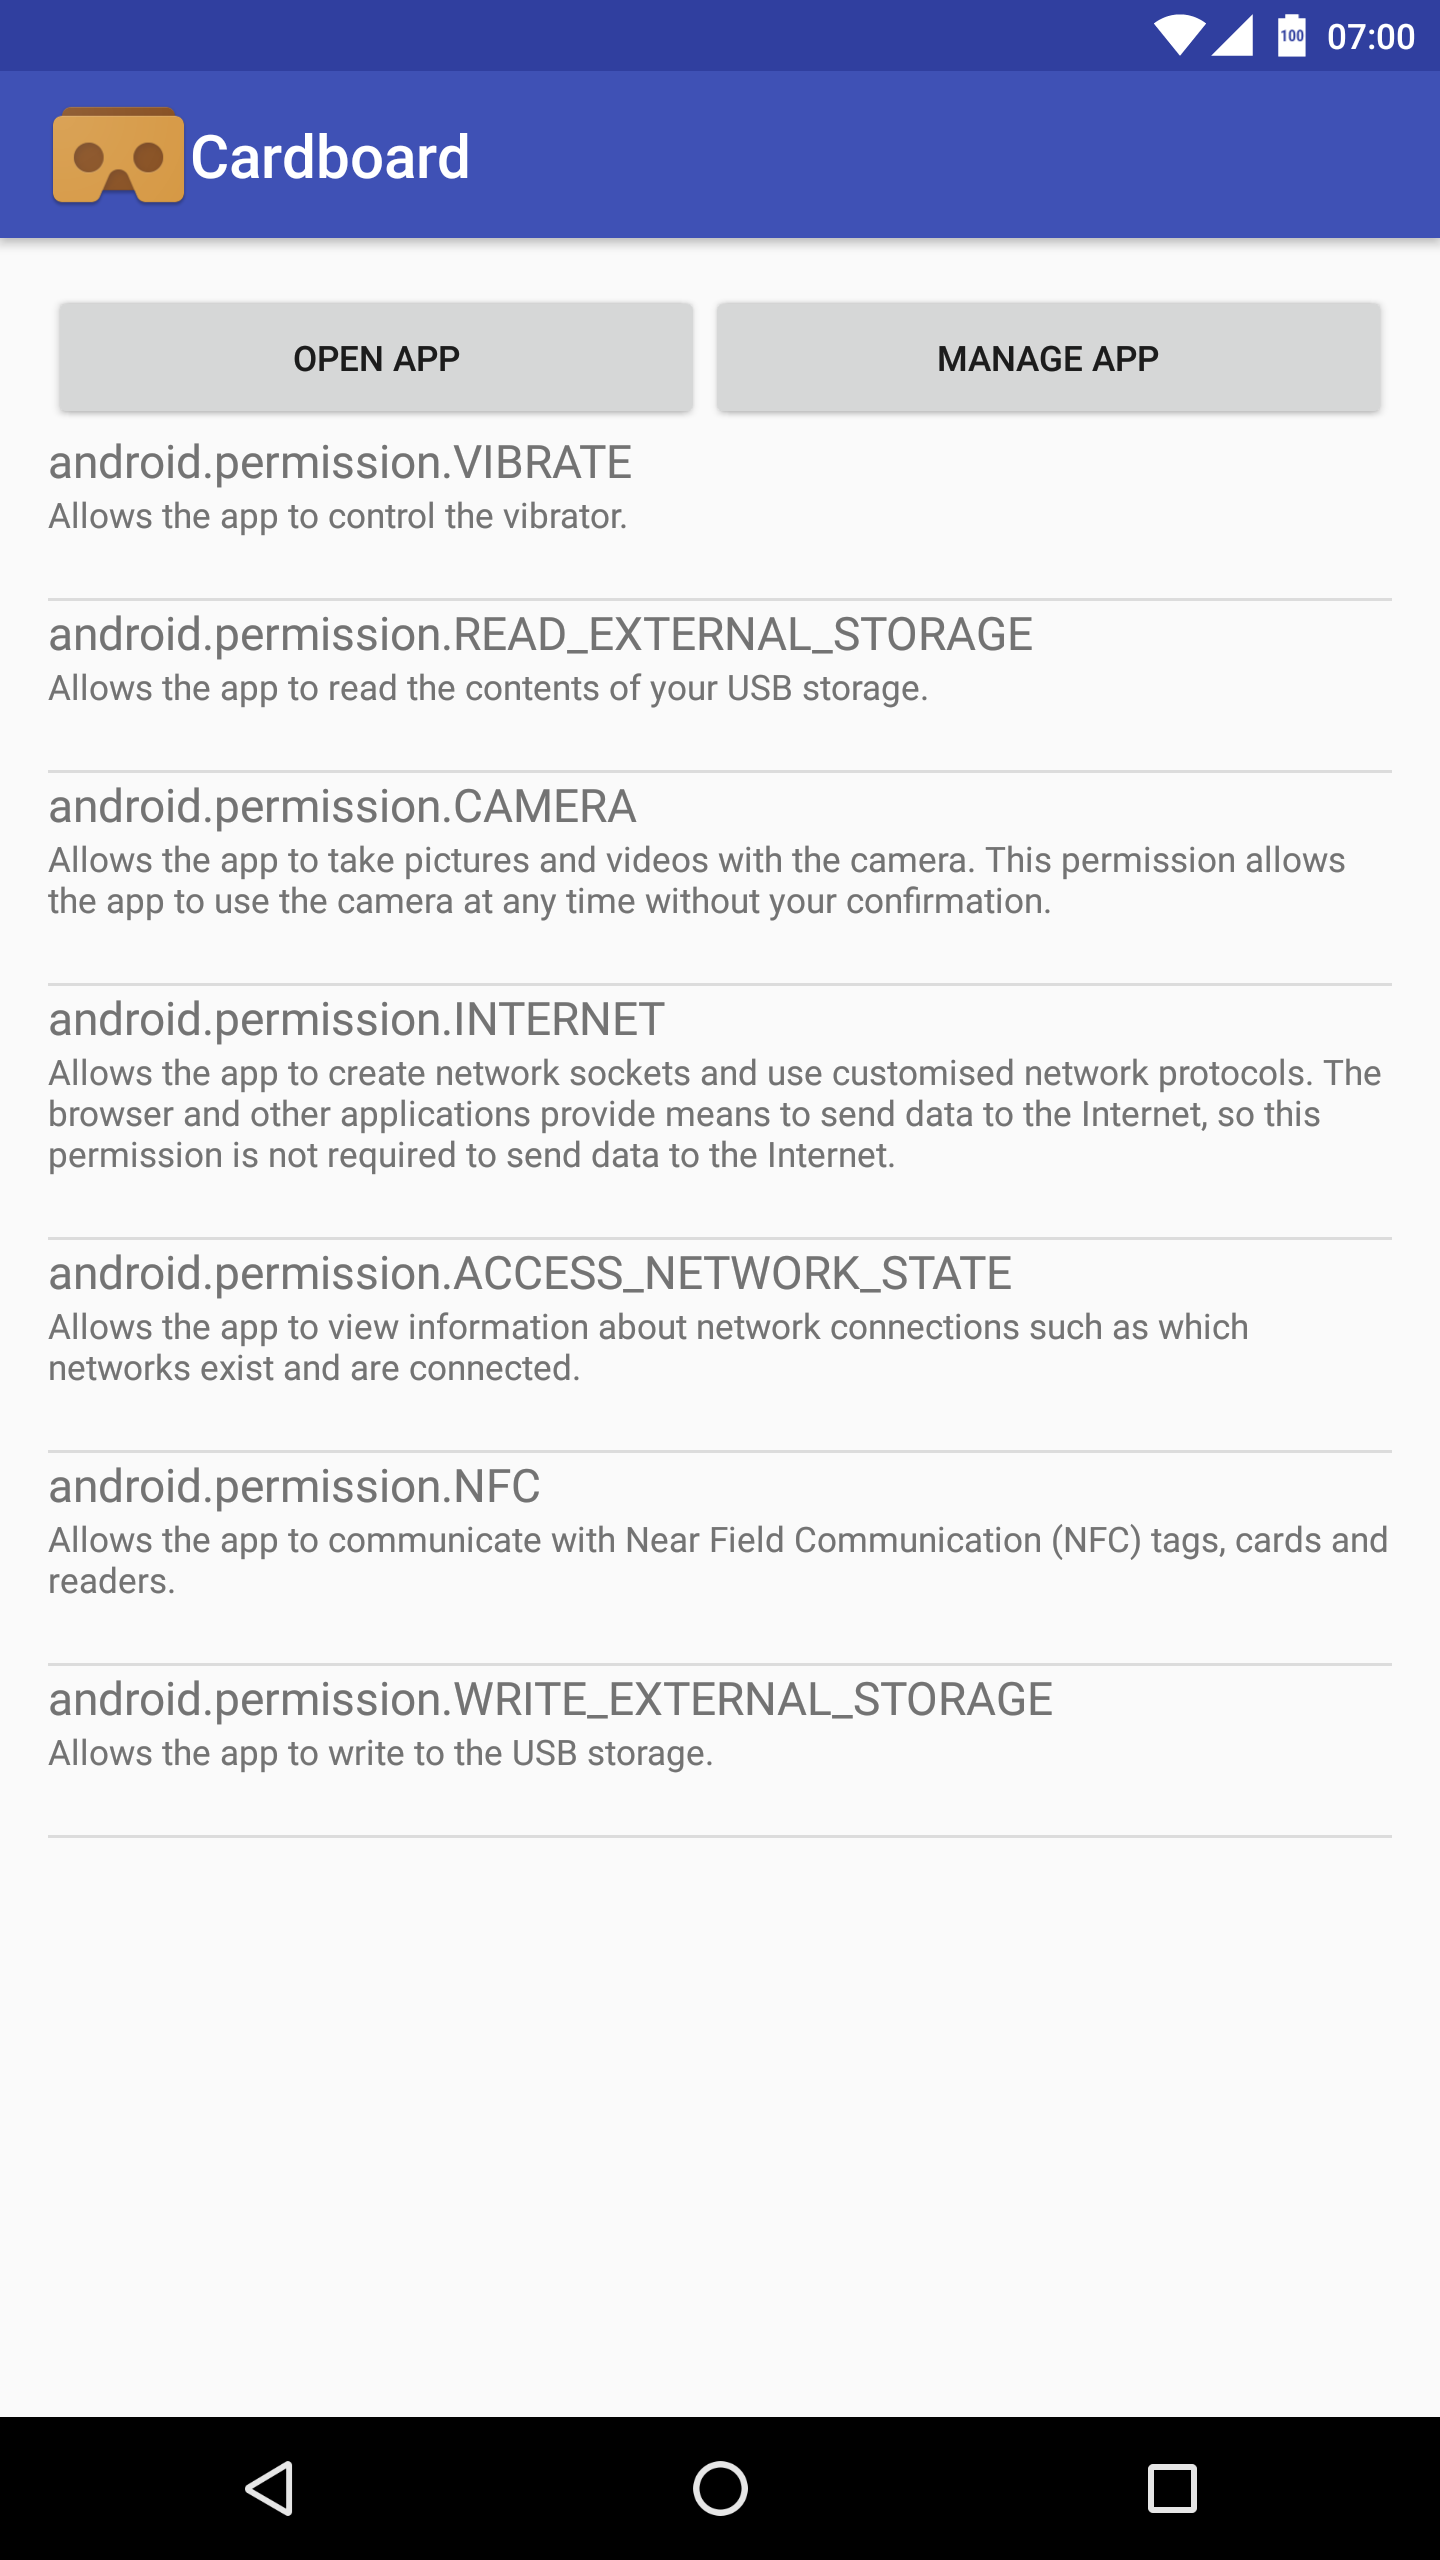 100 07:00
Cardboard
OPEN APP
MANAGE APP
android.permission.VIBRATE
Allows the app to control the vibrator.
android.permission.READ_EXTERNAL_STORAGE
Allows the app to read the contents of your USB storage.
android.permission.CAMERA
Allows the app to take pictures and videos with the camera. This permission allows
the app to use the camera at any time without your confirmation.
android.permission.INTERNET
Allows the app to create network sockets and use customised network protocols. The
browser and other applications provide means to send data to the Internet, so this
permission is not required to send data to the Internet.
android.permission.ACCESS_NETWORK_STATE
Allows the app to view information about network connections such as which
networks exist and are connected.
android.permission.NFC
Allows the app to communicate with Near Field Communication (NFC) tags, cards and
readers.
android.permission.WRITE_EXTERNAL_STORAGE
Allows the app to write to the USB storage.